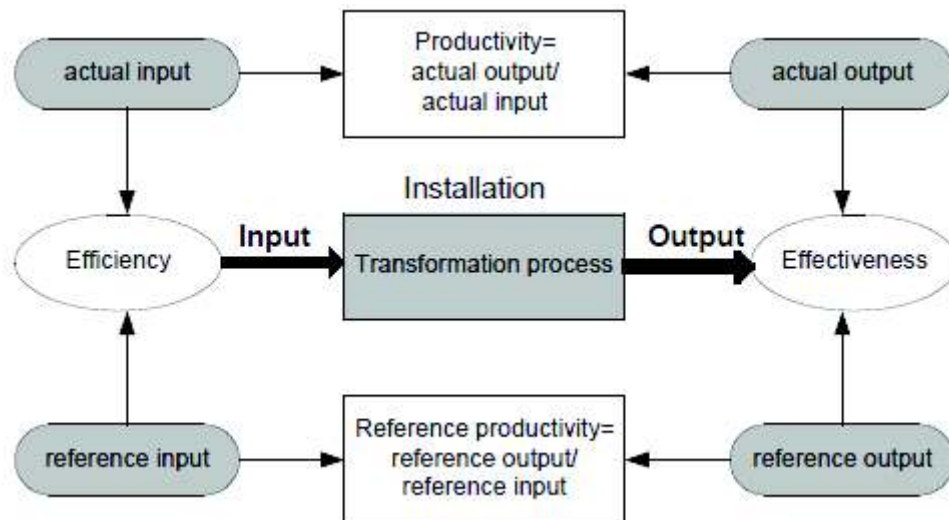 actual input
Productivity=
actual output/
actual input
actual output
Installation
Efficiency
Input
Transformation process
Output
Effectiveness
reference input
Reference productivity=
reference output/
reference input
reference output